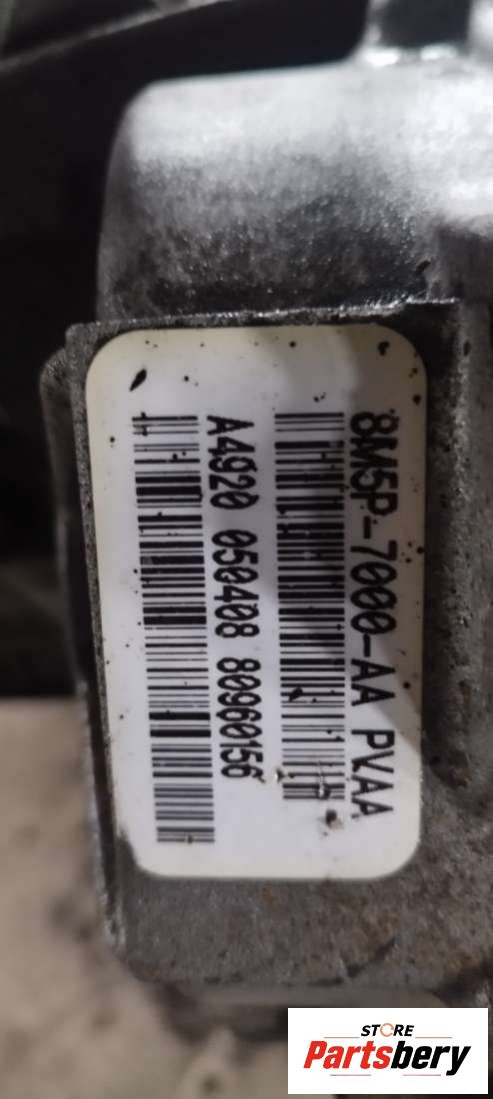 8M5P-7000-AA PVAA
A4920 050408 80960156
STORE
Partsbery